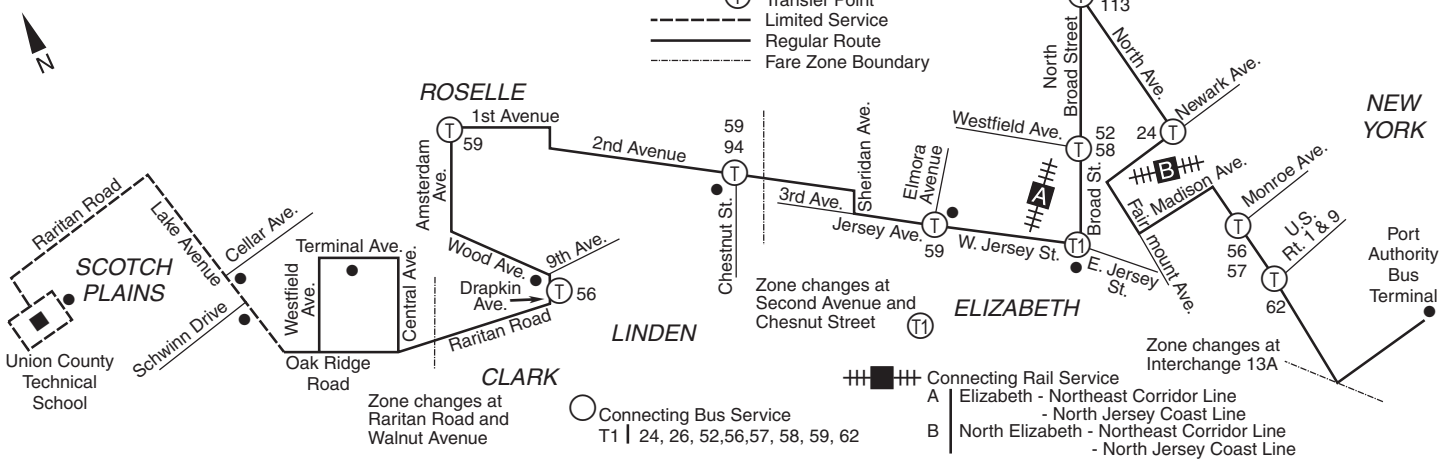 T Transfer Point
Limited Service
Regular Route
Fare Zone Boundary
113
N
North
Broad Street
North Ave.
Newark Ave.
NEW
YORK
ROSELLE
1st Avenue
T
59
2nd Avenue
59
94
T
Westfield Ave.
52
58
T
24
T
Amsterdam
Ave.
Sheridan Ave.
Elmora
Avenue
A
B
Broad St.
Madison Ave.
Monroe Ave.
Raritan Road
Lake Avenue
Cellar Ave.
3rd Ave.
Jersey Ave.
T
59
W. Jersey St.
T1
E. Jersey
St.
Fairmount Ave.
T
56
57
U.S.
Rt. 1 & 9
T
62
Port
Authority
Bus
Terminal
SCOTCH
PLAINS
Terminal Ave.
Wood Ave.
9th Ave.
Drapkin
Ave.
T
56
Chestnut St.
Zone changes at
Second Avenue and
Chesnut Street
T1
ELIZABETH
Westfield
Ave.
Central Ave.
Schwinn Drive
Raritan Road
LINDEN
Oak Ridge
Road
Union County
Technical
School
CLARK
Zone changes at
Interchange 13A
Zone changes at
Raritan Road and
Walnut Avenue
Connecting Bus Service
T1 24, 26, 52,56,57, 58, 59, 62
Connecting Rail Service
A Elizabeth - Northeast Corridor Line
- North Jersey Coast Line
B North Elizabeth - Northeast Corridor Line
- North Jersey Coast Line